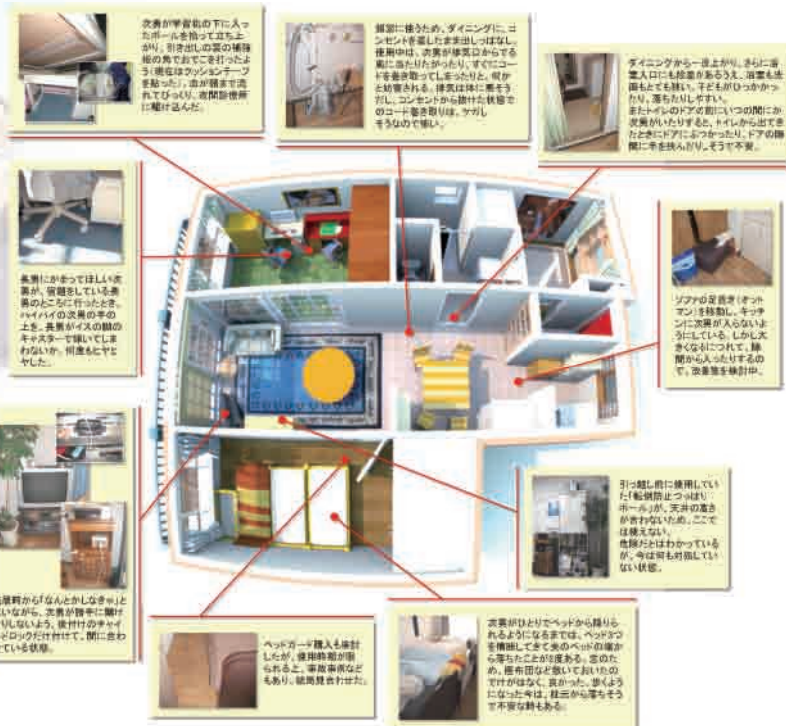 次男が学習机の下に入っ
たボールを拾って立ち上
がり、引き出しの裏の補強
板の角でおでこを打ったよ
う(現在はクッションテープ
を貼った)。血が顔まで流
れてびっくり、夜間診療所
に駆け込んだ。
頻繁に使うため、ダイニングに、コ
ンセントを差したまま出しっぱなし。
使用中は、次男が排気口からでる
風に当たりたがったり、すぐにコー
ドを巻き取ってしまったりと、何か
と妨害される。排気は体に悪そう
だし、コンセントから抜けた状態で
のコード巻き取りは、ケガし
そうなので怖い。
ダイニングから一段上がり、さらに浴
室入口にも段差があるうえ、浴室も洗
面もとても狭い。子どもがひっかかっ
たり、落ちたりしやすい。
またトイレのドアの前にいつの間にか
次男がいたりすると、トイレから出てき
たときにドアにぶつかったり、ドアの隙
間に手を挟んだりしそうで不安。
長男にかまってほしい次
男が、宿題をしている長
男のところに行ったとき、
ハイハイの次男の手の
上を、長男がイスの脚の
キャスターで轢いてしま
わないか、何度もヒヤヒ
ヤした。
ソファの足置き(オット
マン)を移動し、キッチ
ンに次男が入らないよ
うにしている。しかし大
きくなるにつれて、隙
間から入ったりするの
で、改善策を検討中。
引っ越し前に使用してい
た「転倒防止つっぱり
ポール」が、天井の高さ
が合わないため、ここで
は使えない。
危険だとはわかっている
が、今は何も対処してい
ない状態。
前から「なんとかしなきゃ」と
いながら、次男が勝手に開け
りしないよう、後付けのチャイ
ドロックだけ付けて、間に合わ
ている状態。
ベッドガード購入も検討
したが、使用時期が限
られる上、事故事例など
もあり、結局見合わせた。
次男がひとりでベッドから降りら
れるようになるまでは、ベッド3つ
を横断してきて夫のベッドの端か
ら落ちたことが2度ある。念のた
め、座布団など敷いておいたの
でけがはなく、良かった。歩くよう
になった今は、枕元から落ちそう
で不安な時もある。